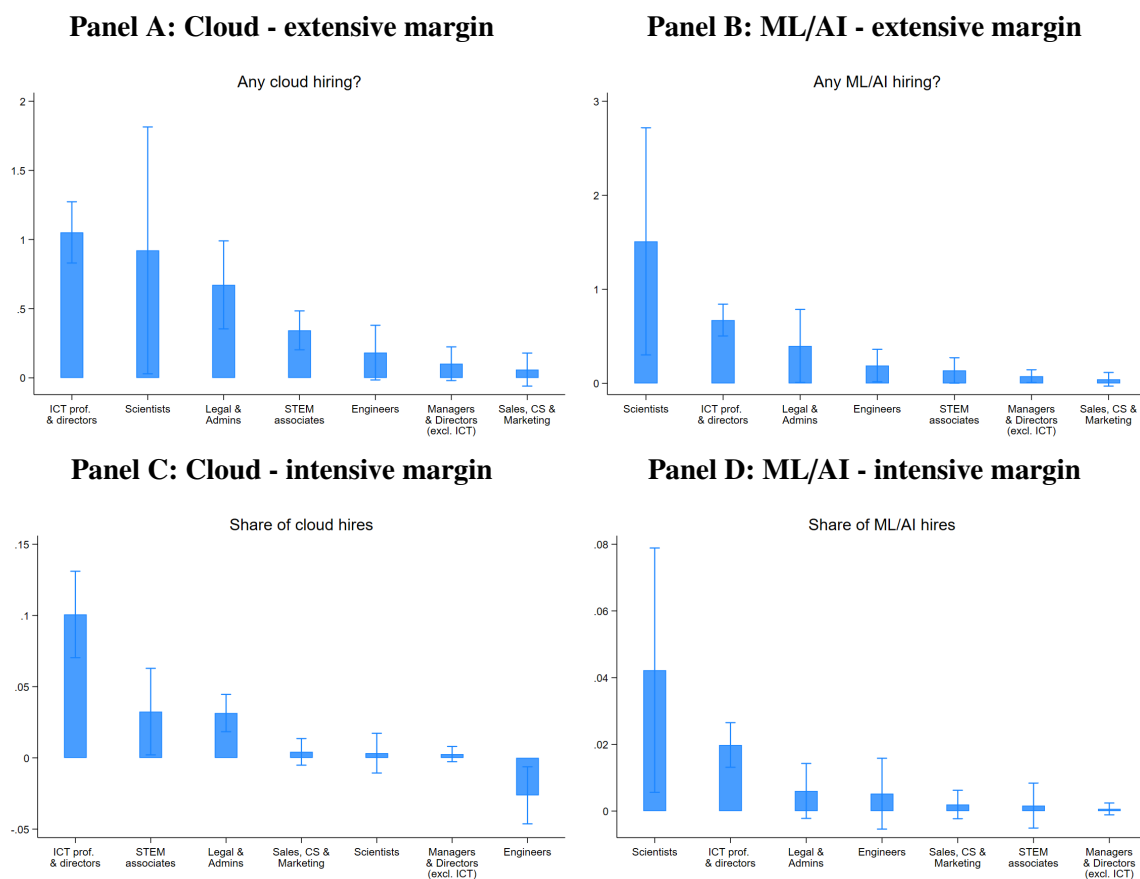 Panel A: Cloud - extensive margin
Any cloud hiring?
2
1.5
1
.5
0
ICT prof.
& directors
Scientists
Legal &
Admins
STEM
associates
Engineers
Managers
& Directors
(excl. ICT)
Sales, CS &
Marketing
Panel B: ML/AI - extensive margin
Any ML/AI hiring?
3
2
1
0
Scientists
ICT prof.
& directors
Legal &
Admins
Engineers
STEM
associates
Managers
& Directors
(excl. ICT)
Sales, CS &
Marketing
Panel C: Cloud - intensive margin
Share of cloud hires
.15
.1
.05
0
-.05
ICT prof.
& directors
STEM
associates
Legal &
Admins
Sales, CS &
Marketing
Scientists
Managers
& Directors
(excl. ICT)
Engineers
Panel D: ML/AI - intensive margin
Share of ML/AI hires
.08
.06
.04
.02
0
Scientists
ICT prof.
& directors
Legal &
Admins
Engineers
Sales, CS &
Marketing
STEM
associates
Managers
& Directors
(excl. ICT)